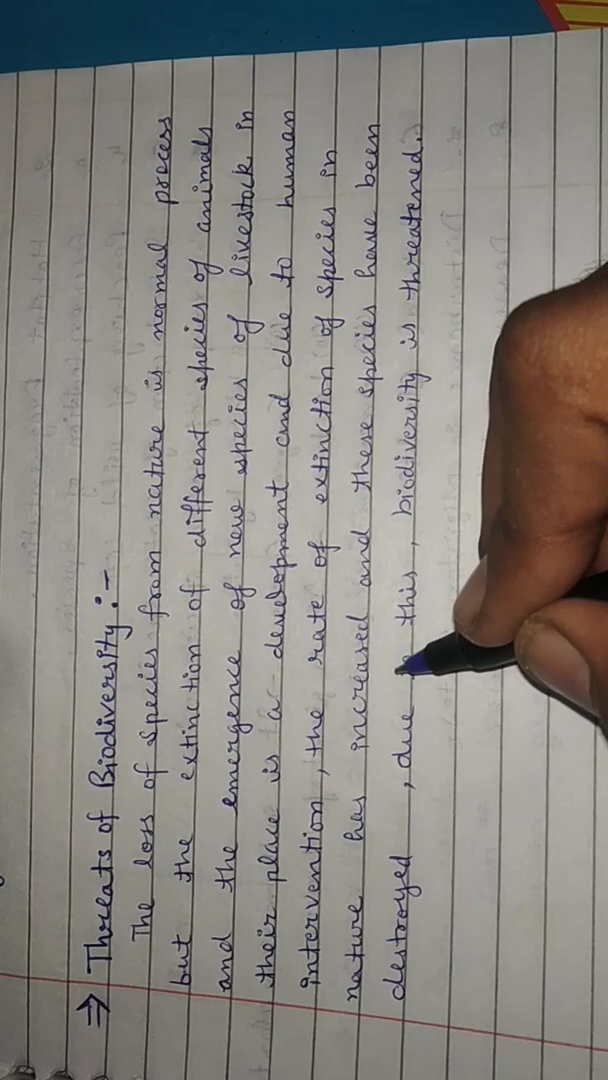 ⇒ Threats of Biodiversity :-
The loss of species from nature is normal process
but the extinction of different species of animals
and the emergence of new species of livestock in
their place is a development and due to human
intervention, the rate of extinction of species in
nature has increased and these species have been
destroyed, due this, biodiversity is threatened.